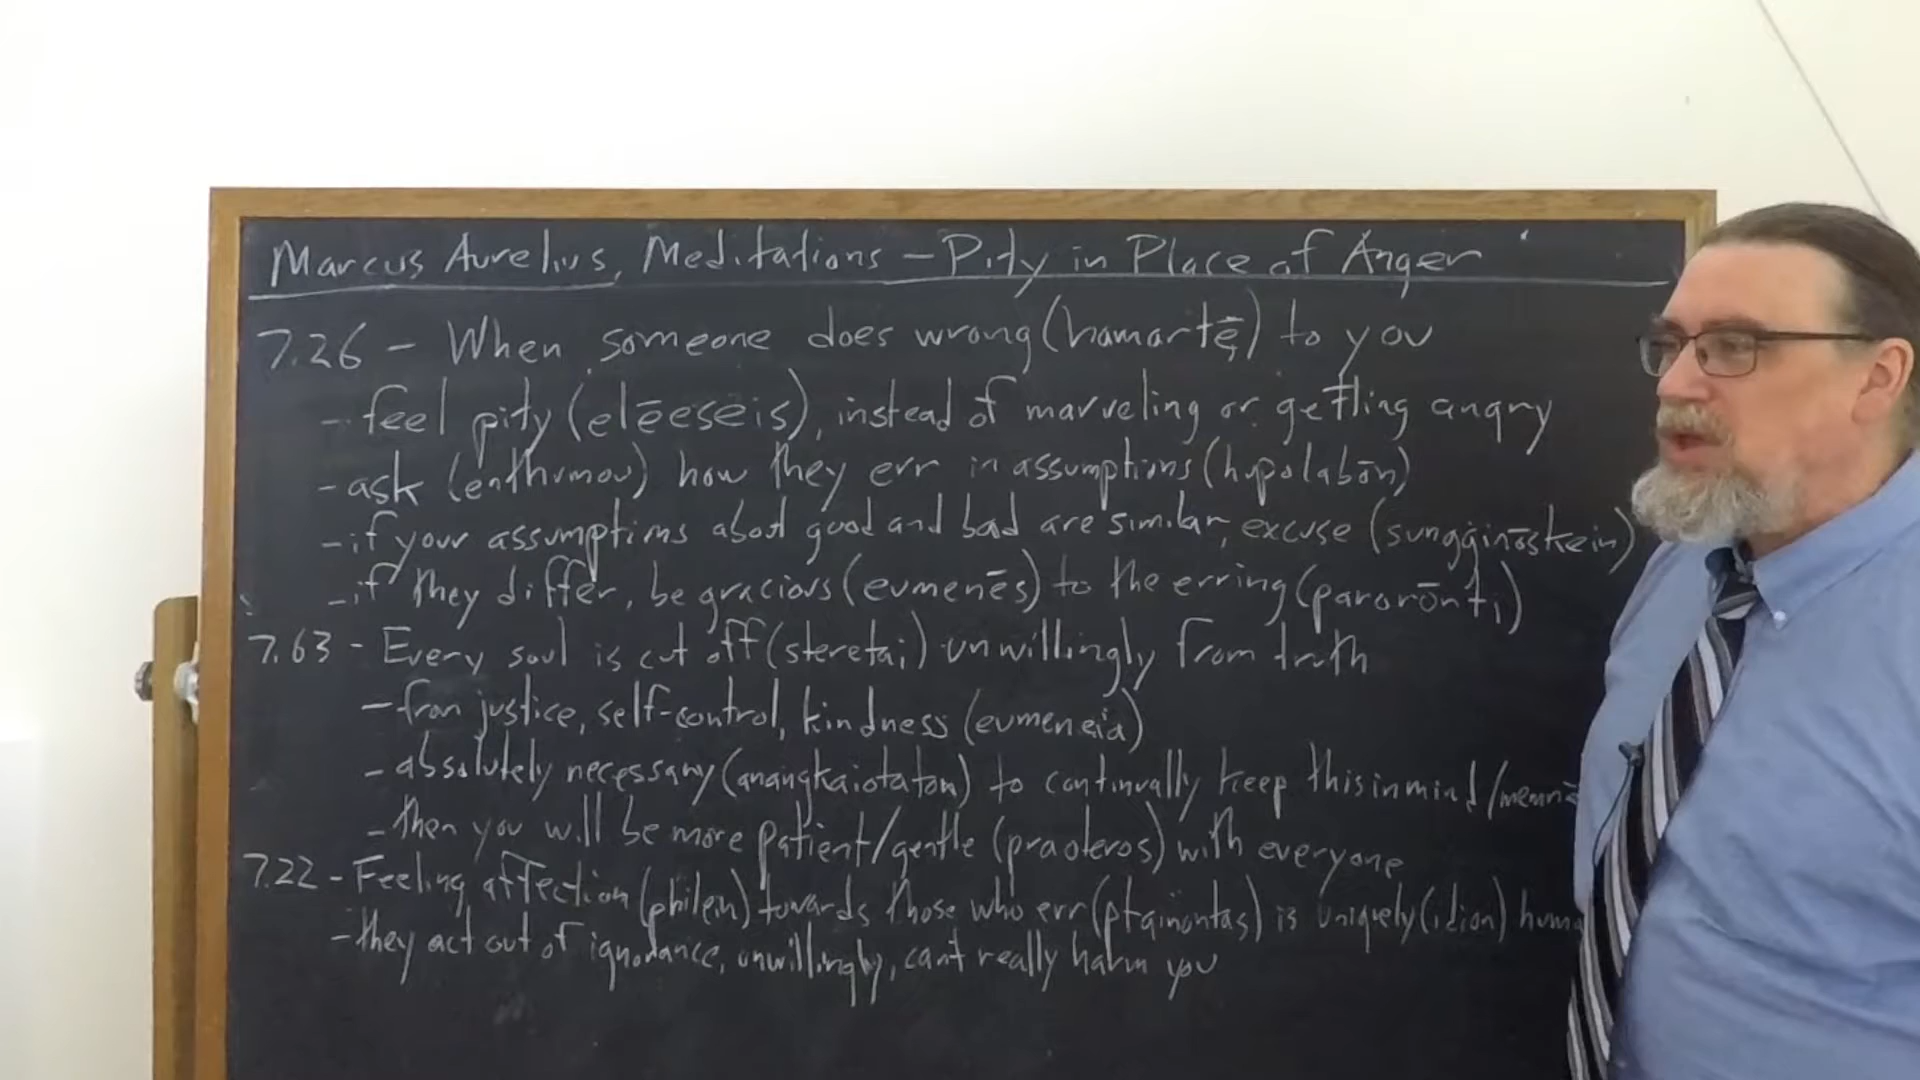 Marcus Aurelius, Meditations - Pity in Place of Anger
7.26 - When someone does wrong (hamartē̜) to you
- feel pity (elēeseis), instead of marveling or getting angry
- ask (enthumou) how they err in assumptions (hupolabōn)
- if your assumptions about good and bad are similar, excuse (sungginōskein)
- if they differ, be gracious (eumenēs) to the erring (parorōnti)
7.63 - Every soul is cut off (steretai) unwillingly from truth
- from justice, self-control, kindness (eumeneia)
- absolutely necessary (anangkaiotaton) to continually keep this in mind
- then you will be more patient/gentle (praoteros) with everyone
7.22 - Feeling affection (philein) towards those who err (ptaiontas) is uniquely (idion)
- they act out of ignorance, unwillingly, can't really harm you